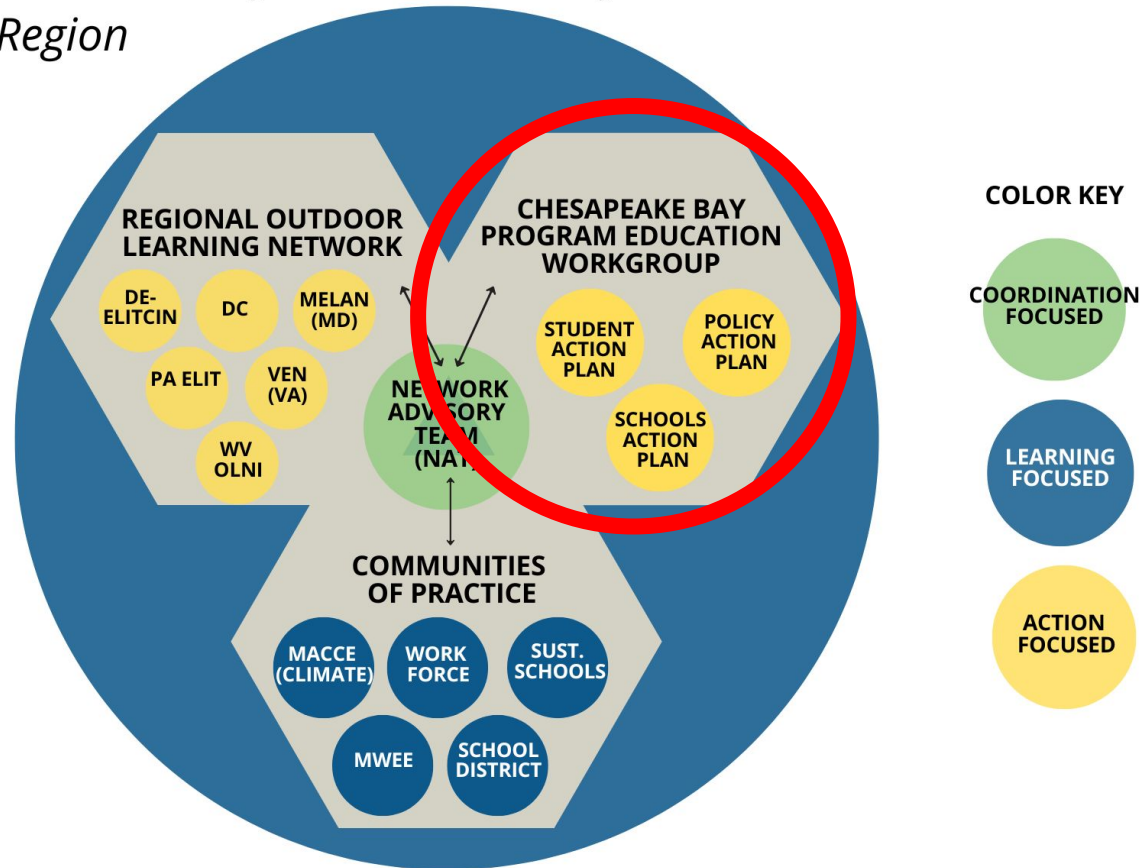 Region
REGIONAL OUTDOOR
LEARNING NETWORK
DE-
ELITCIN
DC
MELAN
(MD)
PA ELIT
VEN
(VA)
WV
OLNI
CHESAPEAKE BAY
PROGRAM EDUCATION
WORKGROUP
STUDENT
ACTION
PLAN
POLICY
ACTION
PLAN
SCHOOLS
ACTION
PLAN
NETWORK
ADVISORY
TEAM
(NAT)
COMMUNITIES
OF PRACTICE
MACCE
(CLIMATE)
WORK
FORCE
SUST.
SCHOOLS
MWEE
SCHOOL
DISTRICT
COLOR KEY
COORDINATION
FOCUSED
LEARNING
FOCUSED
ACTION
FOCUSED